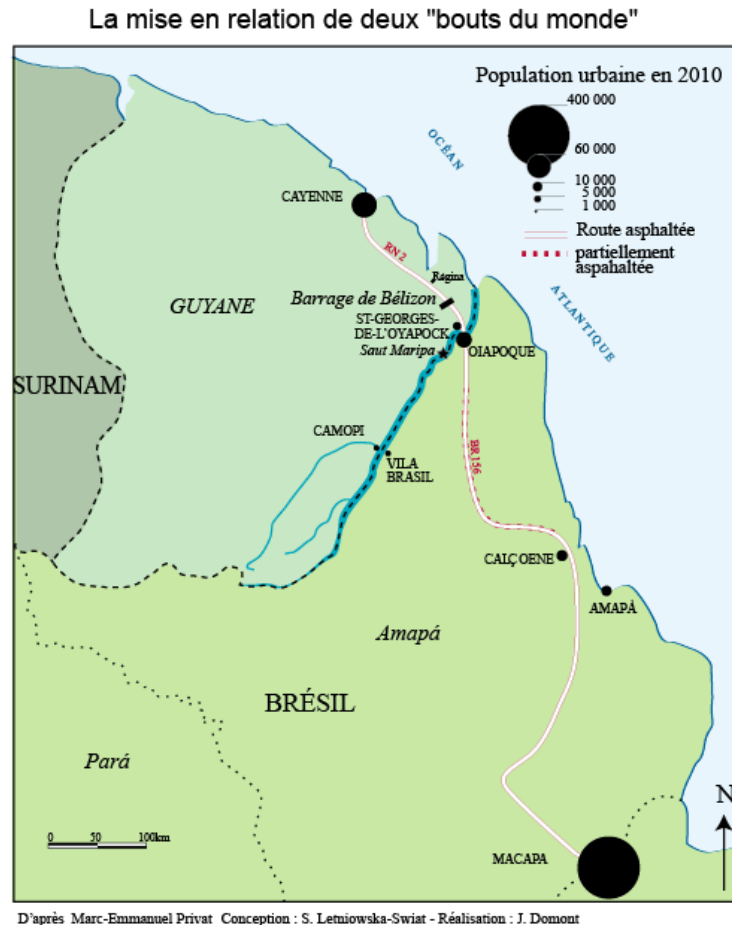 La mise en relation de deux "bouts du monde"
Population urbaine en 2010
400 000
60 000
10 000
5 000
1 000
Route asphaltée
partiellement
aspahaltée
OCÉAN
ATLANTIQUE
CAYENNE
RN 2
Régina
GUYANE
Barrage de Bélizon
ST-GEORGES-
DE-L'OYAPOCK
Saut Maripa
OIAPOQUE
SURINAM
CAMOPI
VILA
BRASIL
BR 156
CALÇOENE
AMAPÀ
Amapá
BRÉSIL
Pará
0 50 100km
N
MACAPA
D'après Marc-Emmanuel Privat Conception : S. Letniowska-Swiat - Réalisation : J. Domont